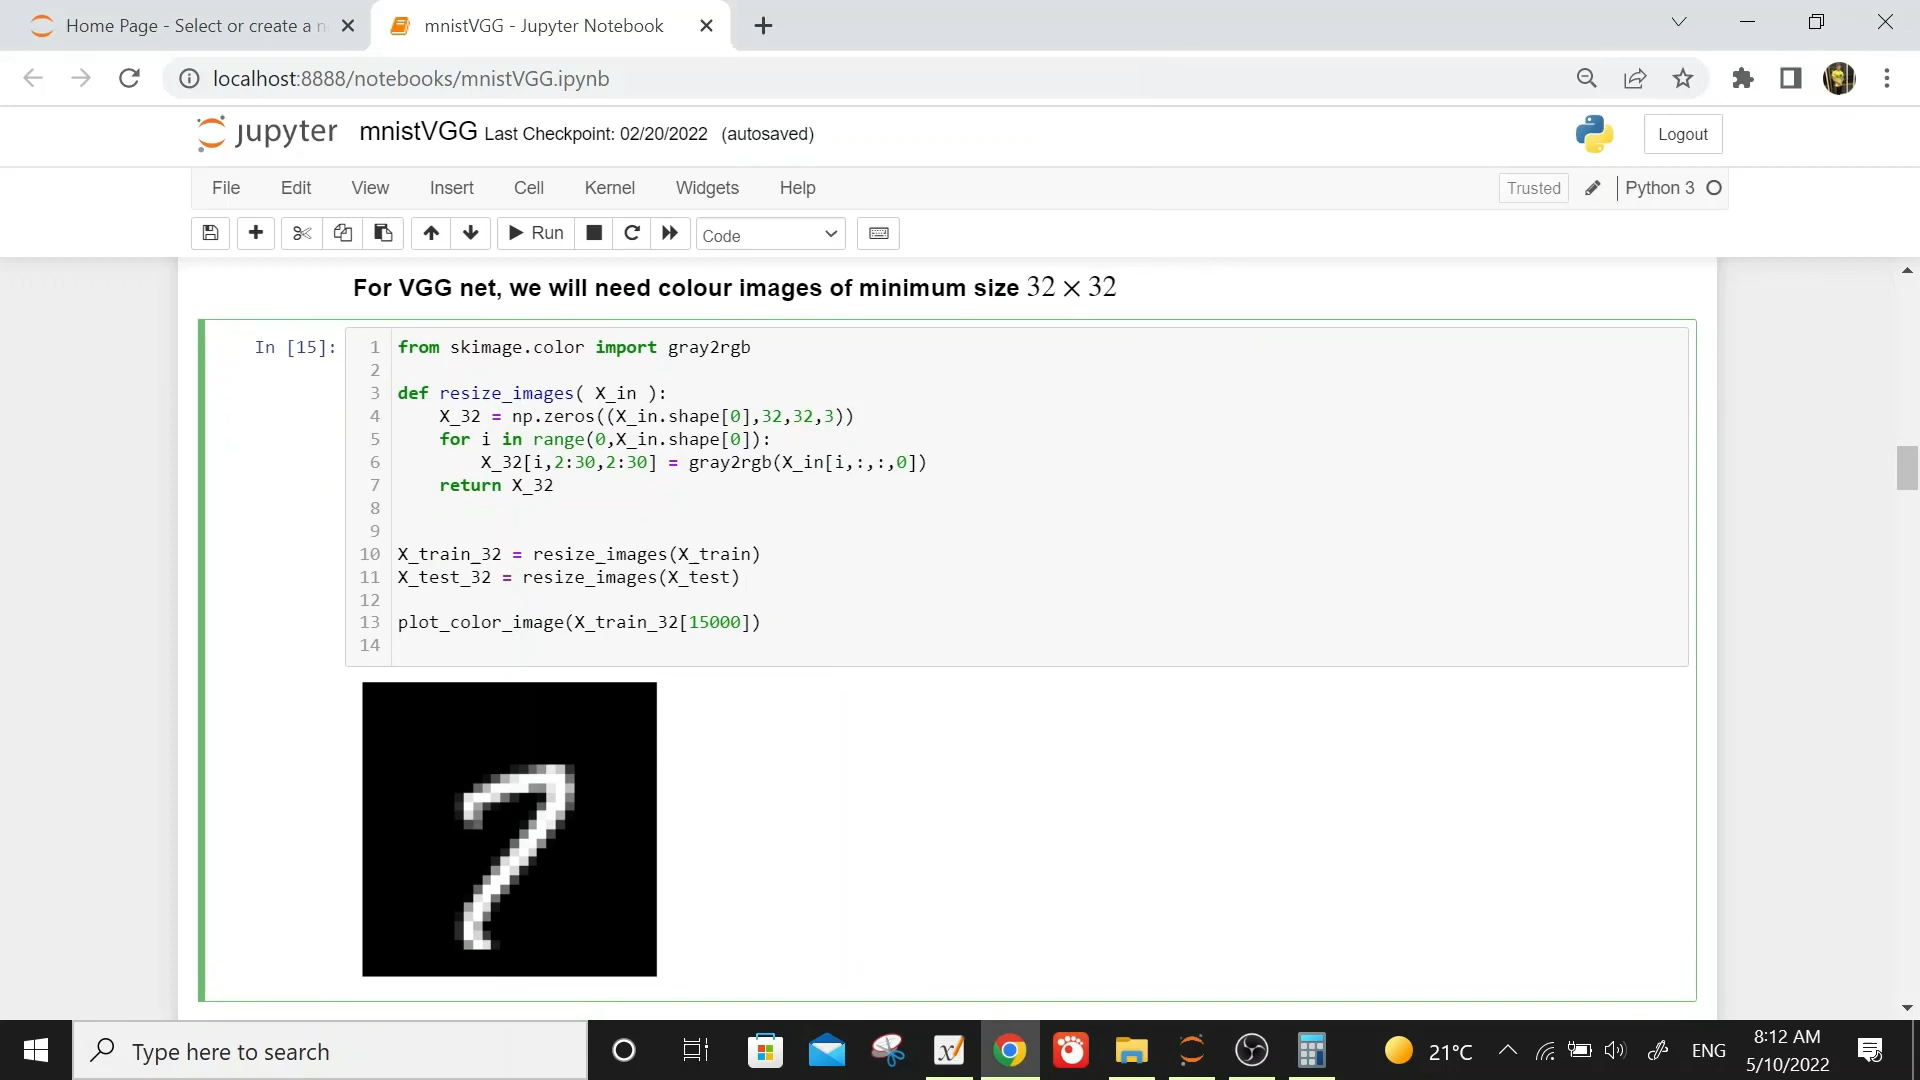 Home Page - Select or create a n
mnistVGG - Jupyter Notebook
localhost:8888/notebooks/mnistVGG.ipynb
jupyter mnistVGG Last Checkpoint: 02/20/2022 (autosaved)
Logout
File Edit View Insert Cell Kernel Widgets Help
Trusted
Python 3
Run
Code
For VGG net, we will need colour images of minimum size 32 × 32
In [15]:
1 from skimage.color import gray2rgb
2
3 def resize_images( X_in ):
4     X_32 = np.zeros((X_in.shape[0],32,32,3))
5     for i in range(0,X_in.shape[0]):
6         X_32[i,2:30,2:30] = gray2rgb(X_in[i,:,:,0])
7     return X_32
8
9
10 X_train_32 = resize_images(X_train)
11 X_test_32 = resize_images(X_test)
12
13 plot_color_image(X_train_32[15000])
14
7
Type here to search
21°C
ENG
8:12 AM
5/10/2022